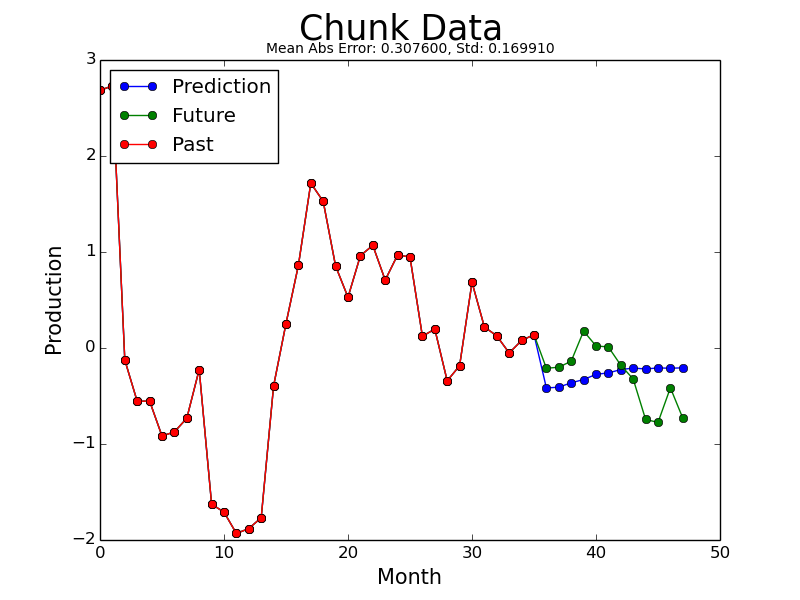 Chunk Data
Mean Abs Error: 0.307600, Std: 0.169910
Prediction
Future
Past
3
2
1
0
−1
−2
Production
0 10 20 30 40 50
Month